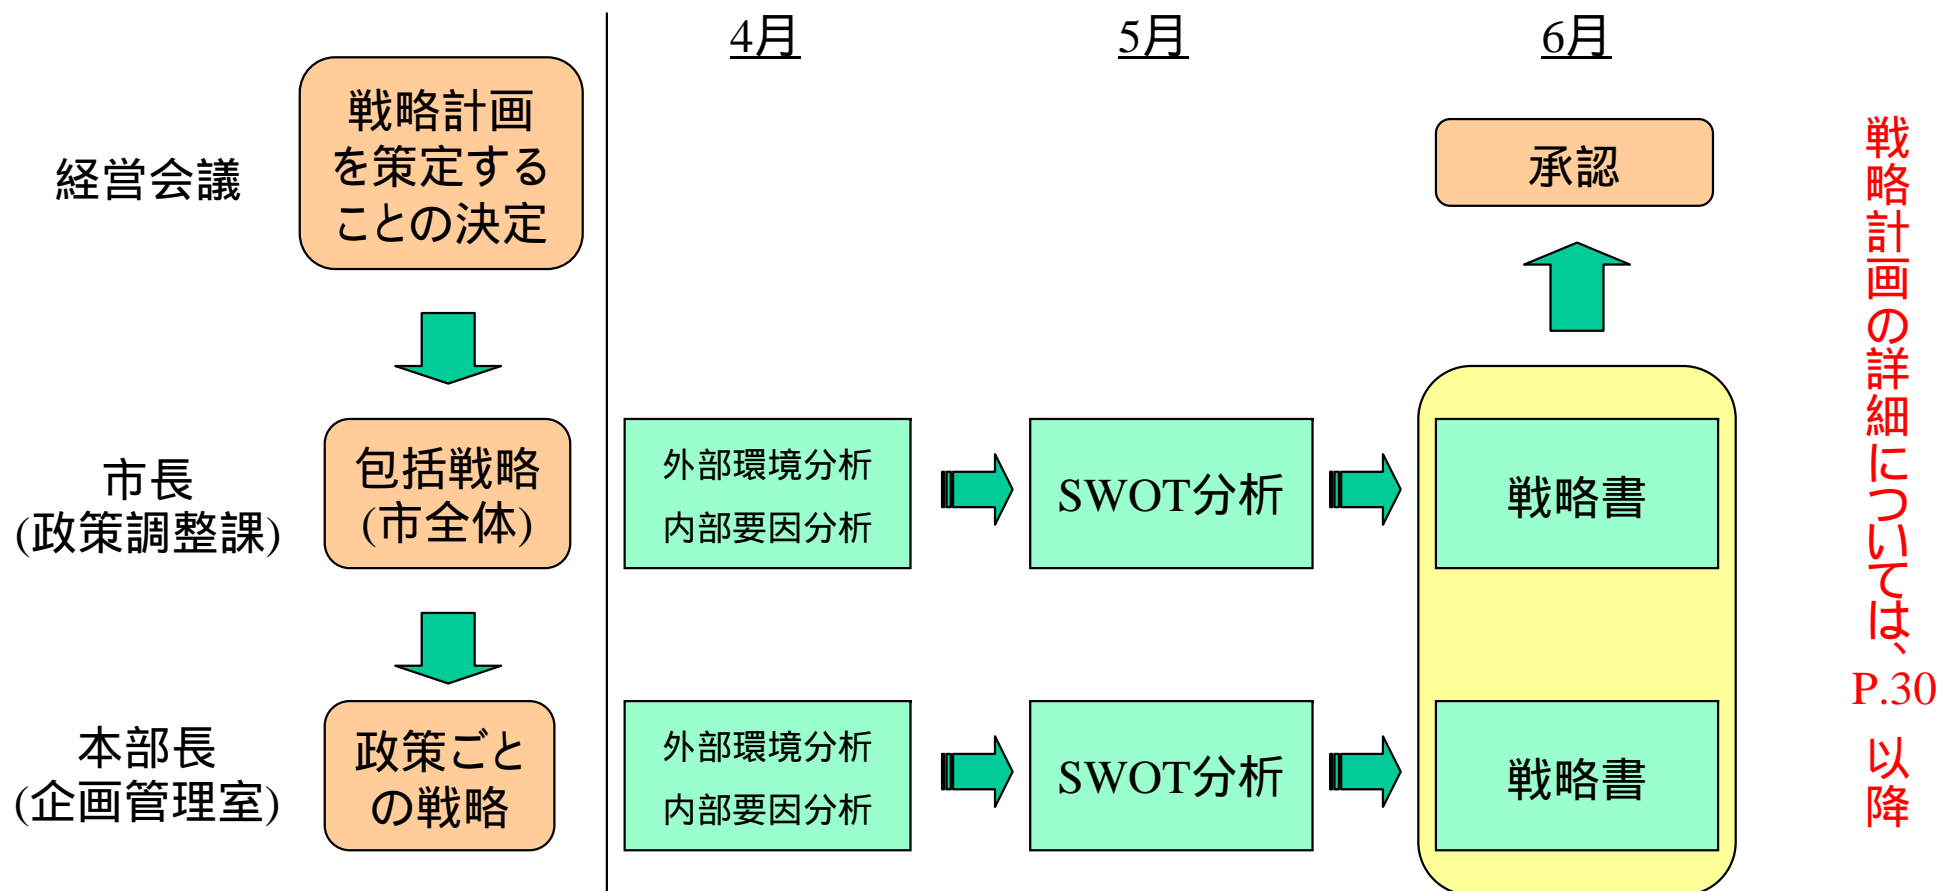 4月
5月
6月
経営会議
戦略計画
を策定する
ことの決定
承認
市長
(政策調整課)
包括戦略
(市全体)
外部環境分析
内部要因分析
SWOT分析
戦略書
本部長
(企画管理室)
政策ごと
の戦略
外部環境分析
内部要因分析
SWOT分析
戦略書
戦略計画の詳細については、
P.30
以降